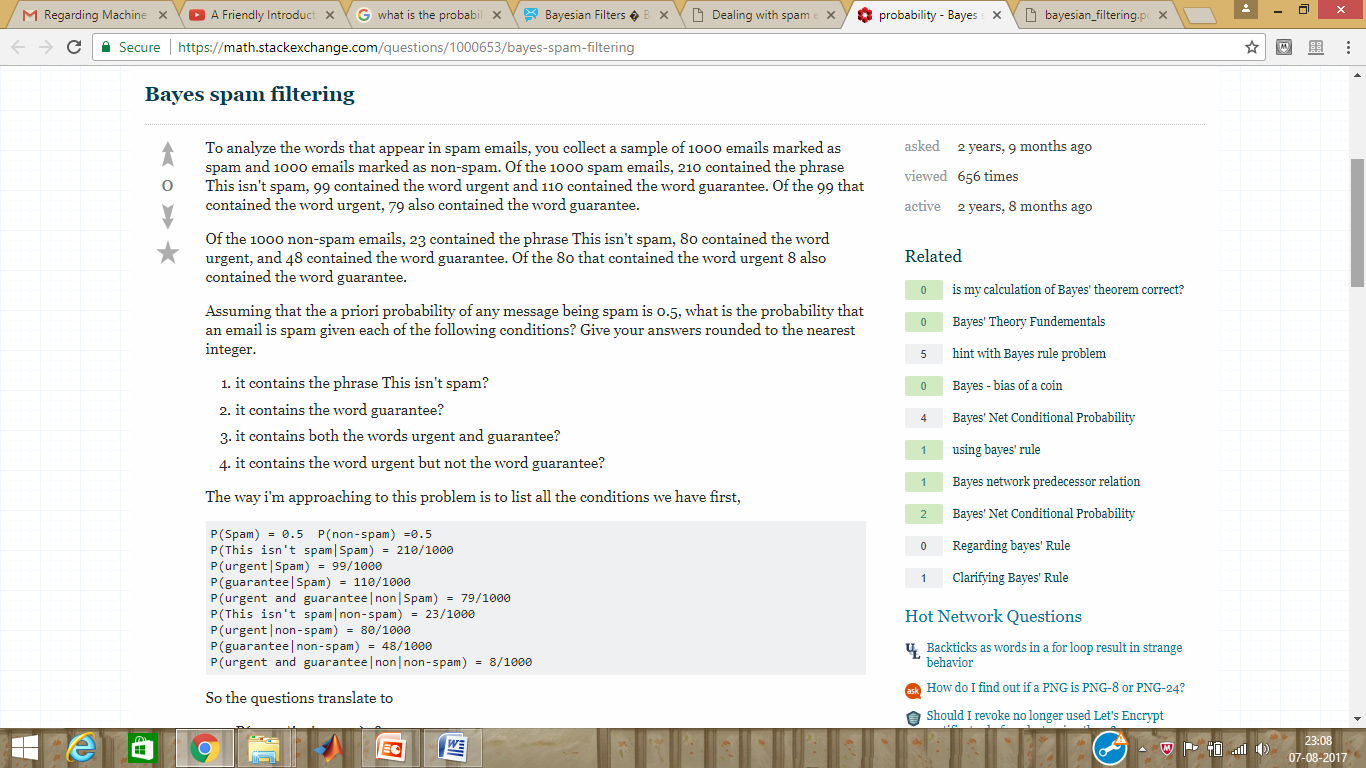 Regarding Machine
A Friendly Introduct
what is the probabil
Bayesian Filters � B
Dealing with spam e
probability - Bayes s
bayesian_filtering.p
Secure
https://math.stackexchange.com/questions/1000653/bayes-spam-filtering
Bayes spam filtering
0
To analyze the words that appear in spam emails, you collect a sample of 1000 emails marked as
spam and 1000 emails marked as non-spam. Of the 1000 spam emails, 210 contained the phrase
This isn't spam, 99 contained the word urgent and 110 contained the word guarantee. Of the 99 that
contained the word urgent, 79 also contained the word guarantee.
Of the 1000 non-spam emails, 23 contained the phrase This isn't spam, 80 contained the word
urgent, and 48 contained the word guarantee. Of the 80 that contained the word urgent 8 also
contained the word guarantee.
Assuming that the a priori probability of any message being spam is 0.5, what is the probability that
an email is spam given each of the following conditions? Give your answers rounded to the nearest
integer.
1. it contains the phrase This isn't spam?
2. it contains the word guarantee?
3. it contains both the words urgent and guarantee?
4. it contains the word urgent but not the word guarantee?
The way i'm approaching to this problem is to list all the conditions we have first,
P(Spam) = 0.5  P(non-spam) =0.5
P(This isn't spam|Spam) = 210/1000
P(urgent|Spam) = 99/1000
P(guarantee|Spam) = 110/1000
P(urgent and guarantee|non|Spam) = 79/1000
P(This isn't spam|non-spam) = 23/1000
P(urgent|non-spam) = 80/1000
P(guarantee|non-spam) = 48/1000
P(urgent and guarantee|non|non-spam) = 8/1000
So the questions translate to
asked 2 years, 9 months ago
viewed 656 times
active 2 years, 8 months ago
Related
0 is my calculation of Bayes' theorem correct?
0 Bayes' Theory Fundementals
5 hint with Bayes rule problem
0 Bayes - bias of a coin
4 Bayes' Net Conditional Probability
1 using bayes' rule
1 Bayes network predecessor relation
2 Bayes' Net Conditional Probability
0 Regarding bayes' Rule
1 Clarifying Bayes' Rule
Hot Network Questions
Backticks as words in a for loop result in strange
behavior
ask
How do I find out if a PNG is PNG-8 or PNG-24?
Should I revoke no longer used Let's Encrypt
23:08
07-08-2017